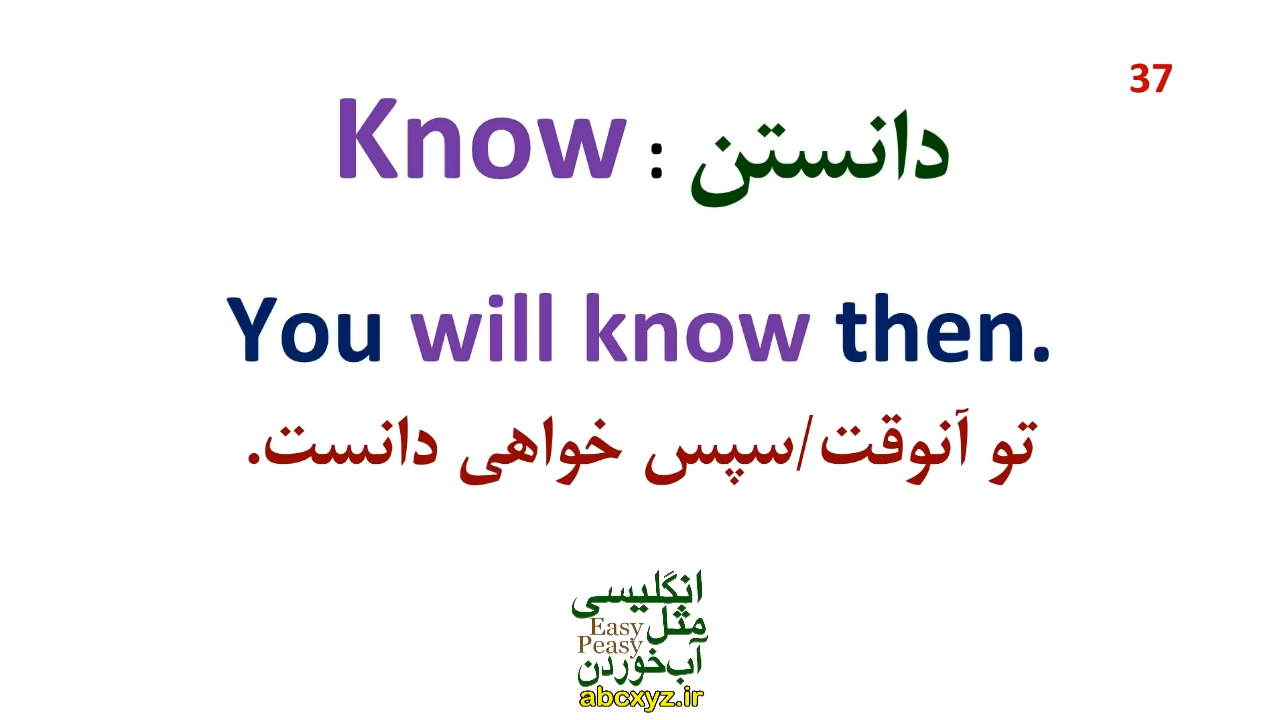 37
Know : دانستن
You will know then.
تو آنوقت/سپس خواهی دانست.
انگلیسی
مثل Easy
Peasy
آب‌خوردن
abcxyz.ir